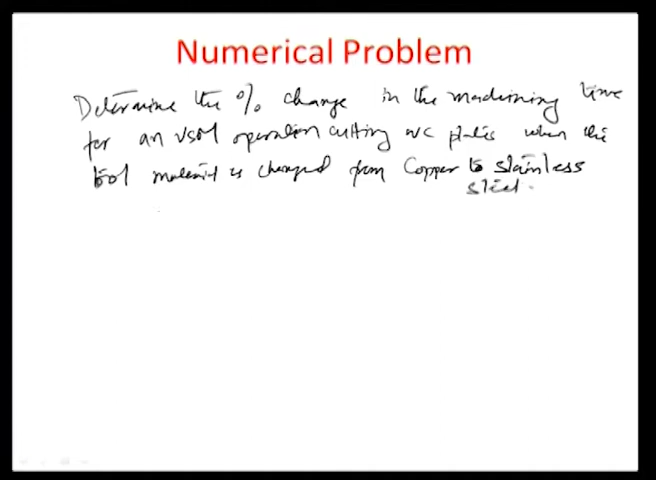 Numerical Problem
Determine the % change in the machining time
for an USM operation cutting WC plates when the
tool material is changed from Copper to stainless
steel.